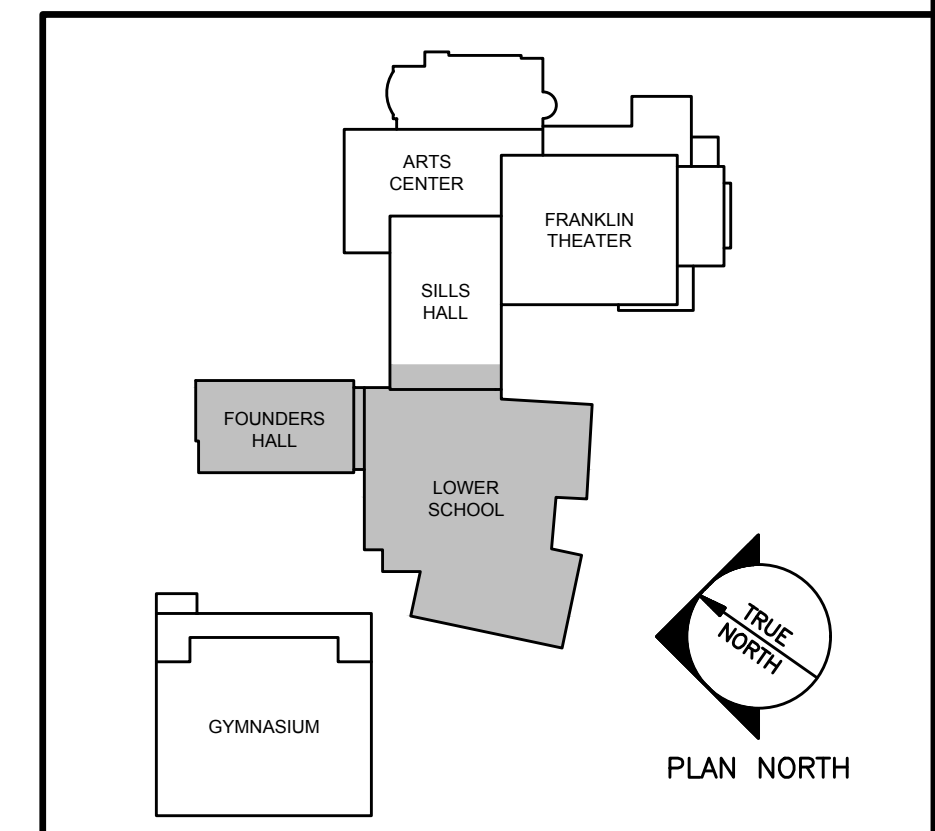 ARTS
CENTER
FRANKLIN
THEATER
SILLS
HALL
FOUNDERS
HALL
LOWER
SCHOOL
TRUE
NORTH
GYMNASIUM
PLAN NORTH